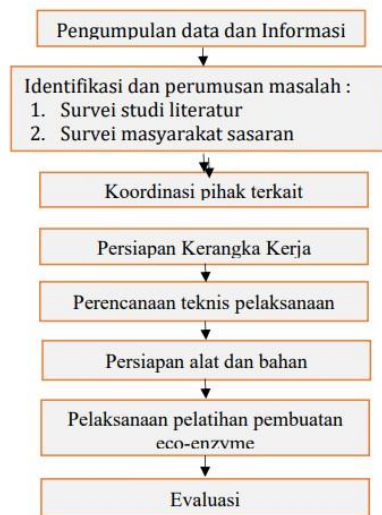 Pengumpulan data dan Informasi
Identifikasi dan perumusan masalah :
1. Survei studi literatur
2. Survei masyarakat sasaran
Koordinasi pihak terkait
Persiapan Kerangka Kerja
Perencanaan teknis pelaksanaan
Persiapan alat dan bahan
Pelaksanaan pelatihan pembuatan
eco-enzyme
Evaluasi